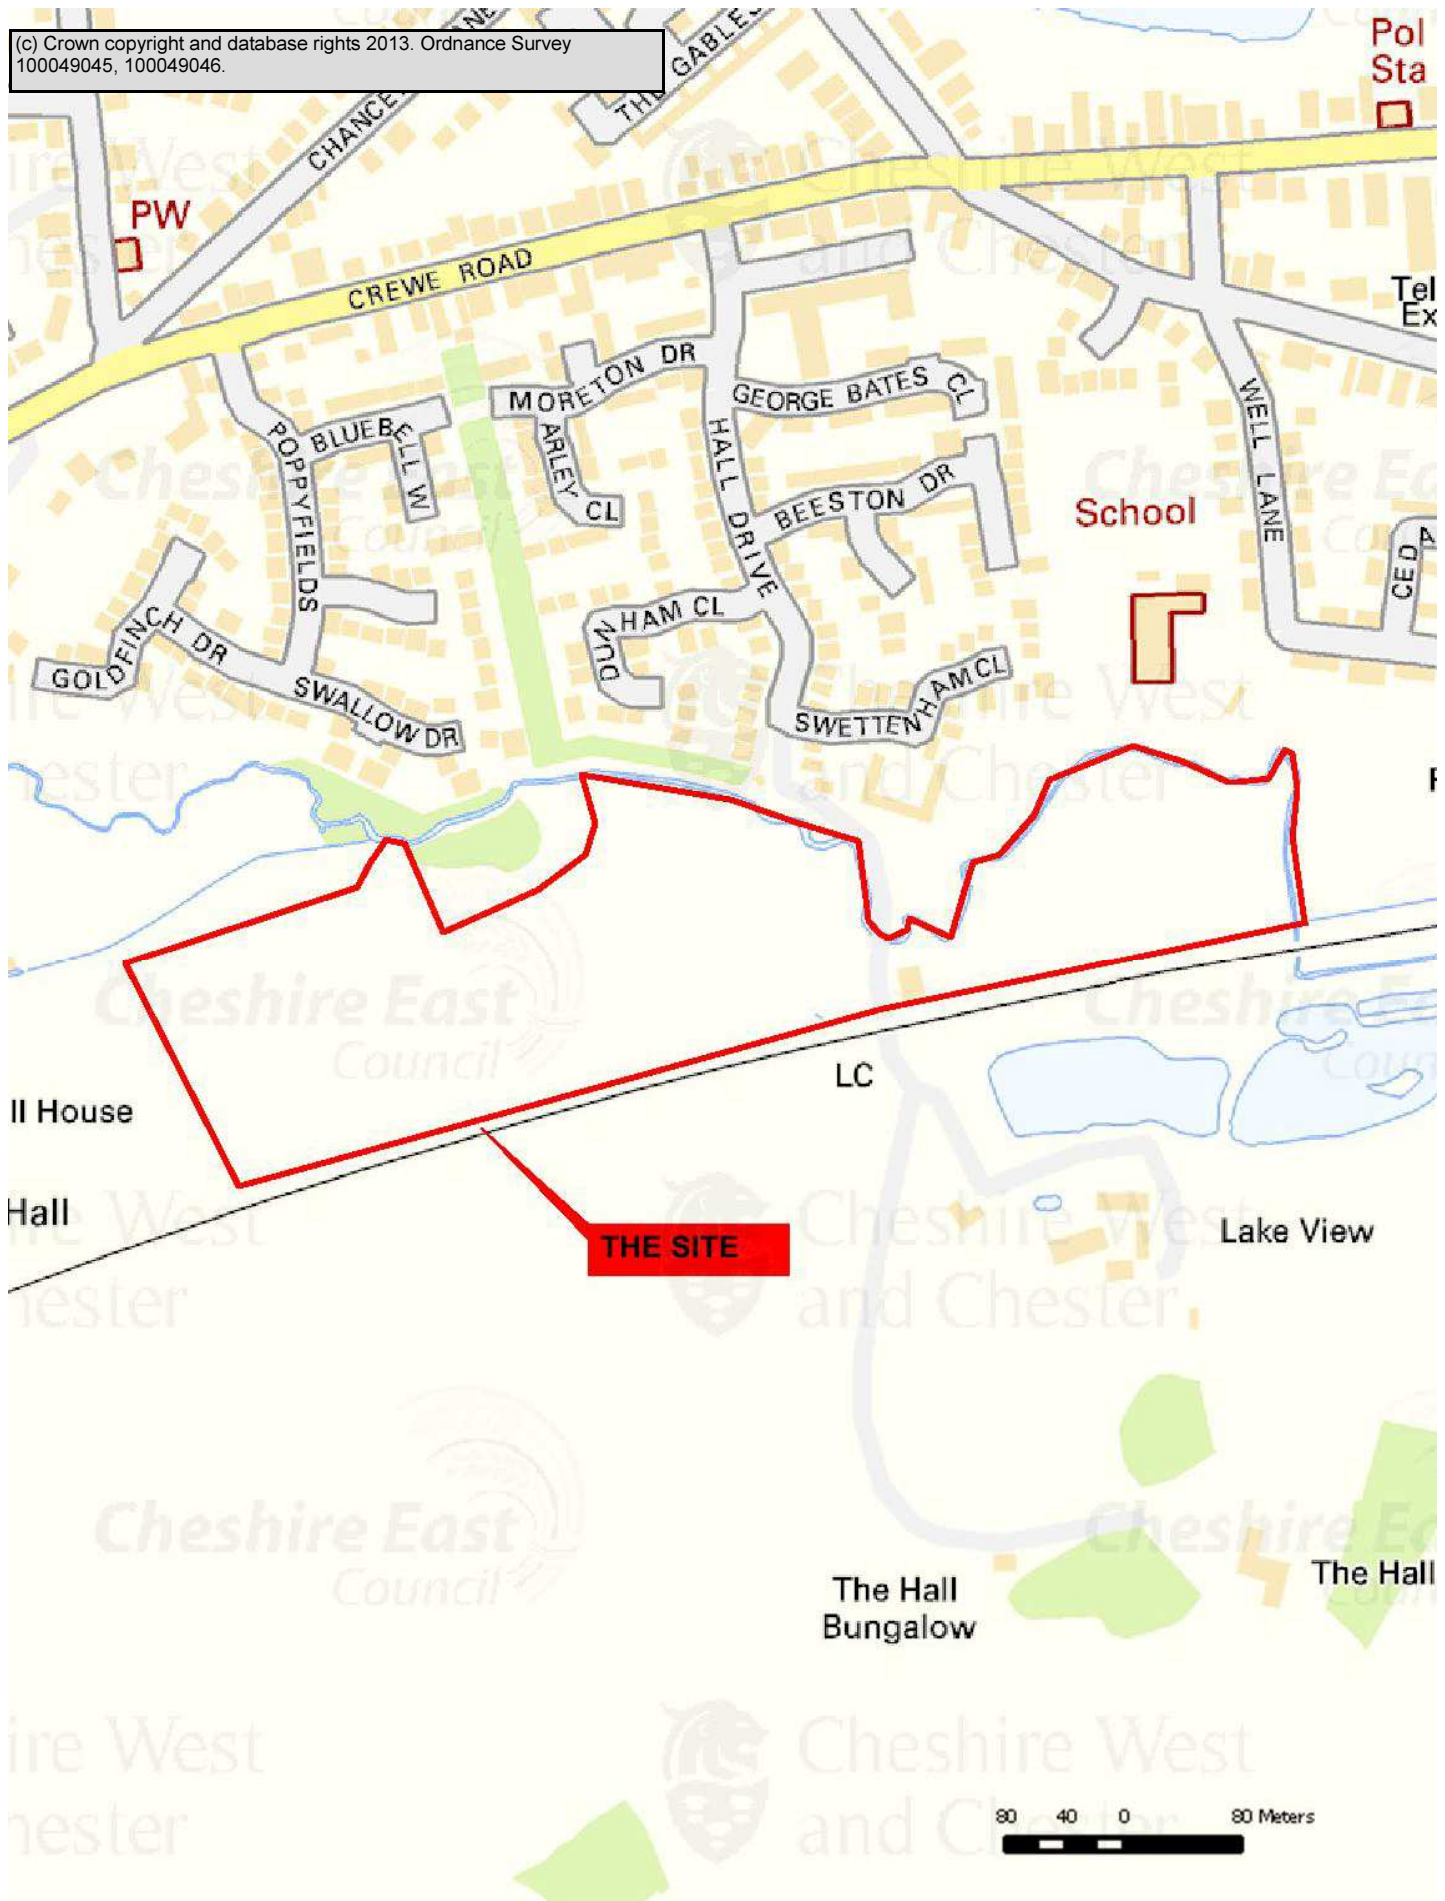 (c) Crown copyright and database rights 2013. Ordnance Survey
100049045, 100049046.
THE GABLES
Pol
Sta
PW
CREWE ROAD
Tel
Ex
MORETON DR
GEORGE BATES CL
POPPYFIELDS
BLUEBELL W
ARLEY CL
HALL DRIVE
BEESTON DR
WELL LANE
School
CED
DUNHAM CL
GOLDFINCH DR
SWALLOW DR
SWETTENHAM CL
LC
ll House
Hall
THE SITE
Lake View
The Hall
Bungalow
The Hall
80 40 0 80 Meters
Cheshire East
Council
Cheshire West
and Chester